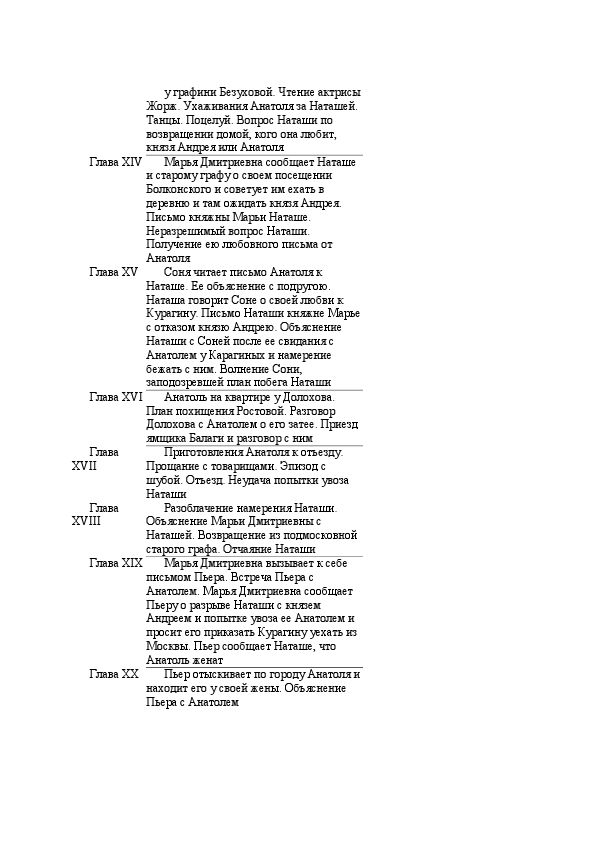 у графини Безуховой. Чтение актрисы
Жорж. Ухаживания Анатоля за Наташей.
Танцы. Поцелуй. Вопрос Наташи по
возвращении домой, кого она любит,
князя Андрея или Анатоля
Глава XIV Марья Дмитриевна сообщает Наташе
и старому графу о своем посещении
Болконского и советует им ехать в
деревню и там ожидать князя Андрея.
Письмо княжны Марьи Наташе.
Неразрешимый вопрос Наташи.
Получение ею любовного письма от
Анатоля
Глава XV Соня читает письмо Анатоля к
Наташе. Ее объяснение с подругою.
Наташа говорит Соне о своей любви к
Курагину. Письмо Наташи княжне Марье
с отказом князю Андрею. Объяснение
Наташи с Соней после ее свидания с
Анатолем у Карагиных и намерение
бежать с ним. Волнение Сони,
заподозревшей план побега Наташи
Глава XVI Анатоль на квартире у Долохова.
План похищения Ростовой. Разговор
Долохова с Анатолем о его затее. Приезд
ямщика Балаги и разговор с ним
Глава Приготовления Анатоля к отъезду.
XVII Прощание с товарищами. Эпизод с
шубой. Отъезд. Неудача попытки увоза
Наташи
Глава Разоблачение намерения Наташи.
XVIII Объяснение Марьи Дмитриевны с
Наташей. Возвращение из подмосковной
старого графа. Отчаяние Наташи
Глава XIX Марья Дмитриевна вызывает к себе
письмом Пьера. Встреча Пьера с
Анатолем. Марья Дмитриевна сообщает
Пьеру о разрыве Наташи с князем
Андреем и попытке увоза ее Анатолем и
просит его приказать Курагину уехать из
Москвы. Пьер сообщает Наташе, что
Анатоль женат
Глава XX Пьер отыскивает по городу Анатоля и
находит его у своей жены. Объяснение
Пьера с Анатолем